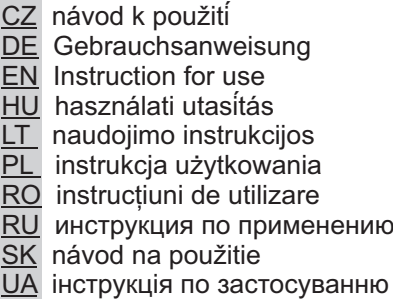 CZ návod k použití
DE Gebrauchsanweisung
EN Instruction for use
HU használati utasítás
LT naudojimo instrukcijos
PL instrukcja użytkowania
RO instrucțiuni de utilizare
RU инструкция по применению
SK návod na použitie
UA інструкція по застосуванню